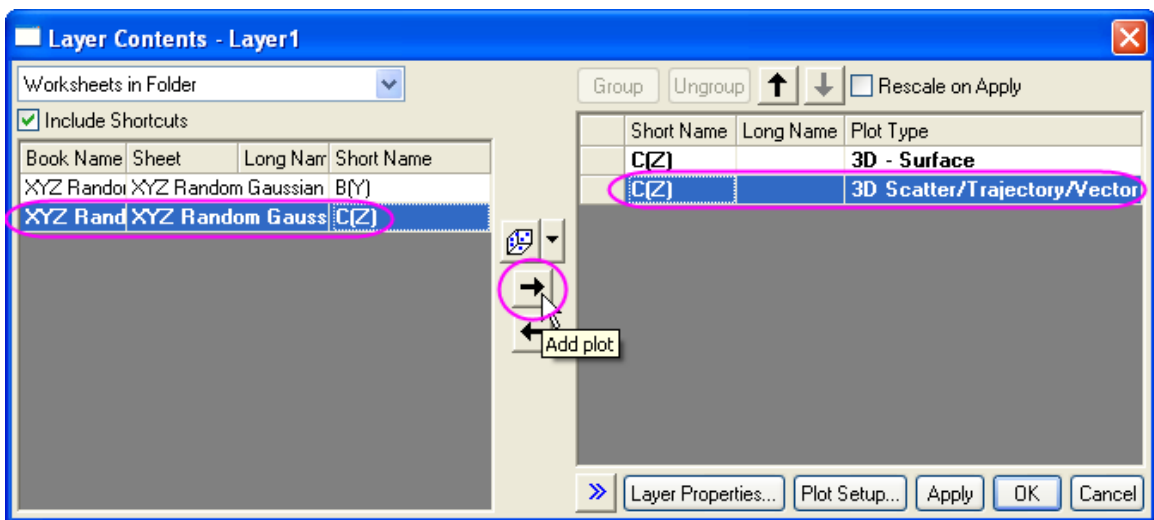 Layer Contents - Layer1
Worksheets in Folder
Include Shortcuts
Book Name Sheet Long Nam Short Name
XYZ Randor XYZ Random Gaussian B(Y)
XYZ Rand XYZ Random Gauss C(Z)
Add plot
Group Ungroup Rescale on Apply
Short Name Long Name Plot Type
C(Z) 3D - Surface
C(Z) 3D Scatter/Trajectory/Vector
Layer Properties... Plot Setup... Apply OK Cancel